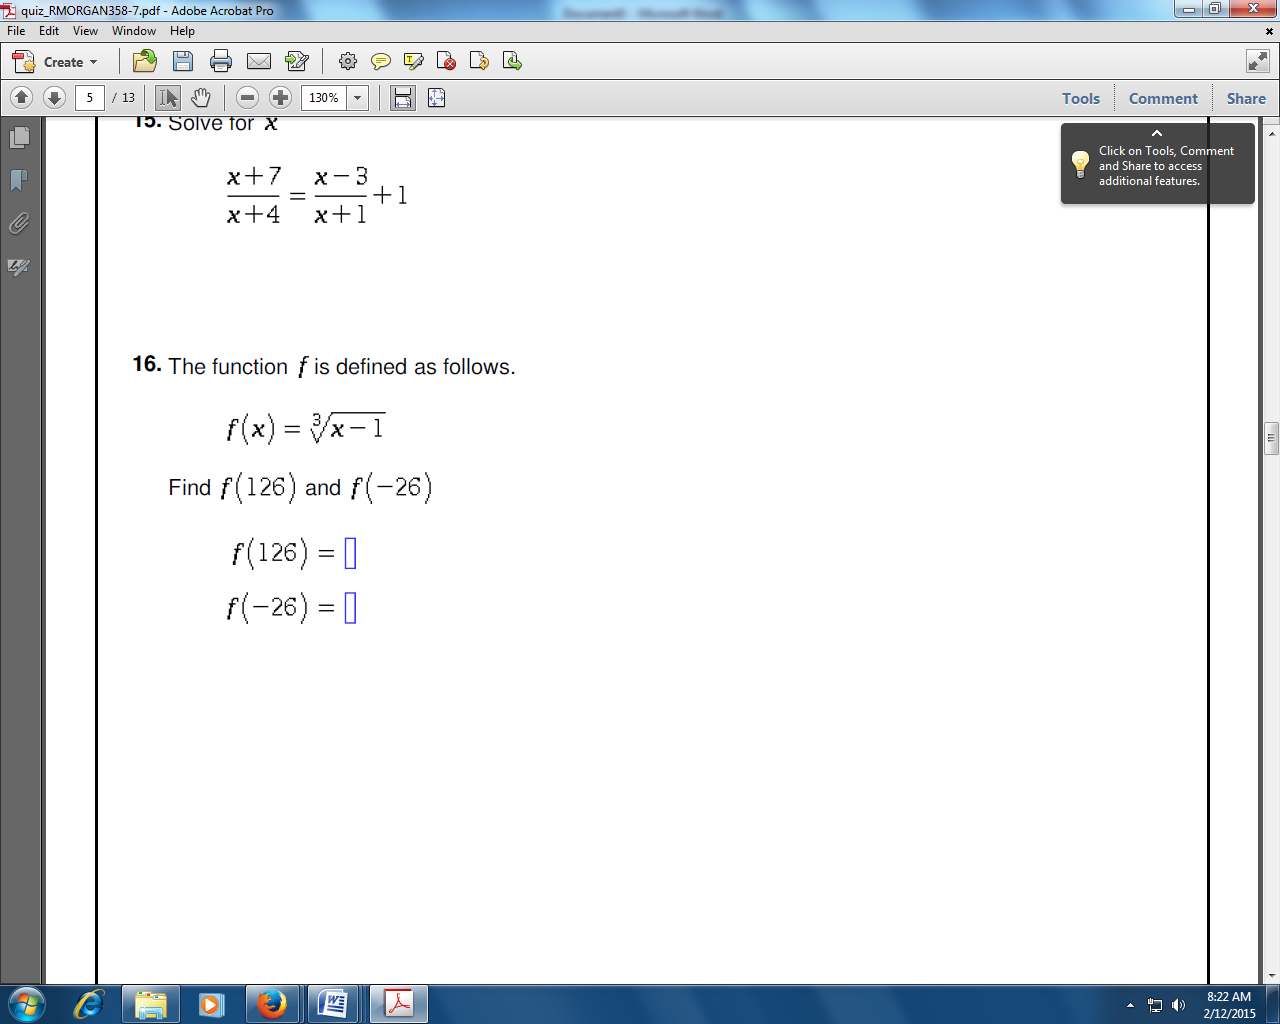 quiz_RMORGAN358-7.pdf - Adobe Acrobat Pro
File Edit View Window Help
Create
5 / 13 130% Tools Comment Share
15. Solve for x
Click on Tools, Comment
and Share to access
additional features.
x+7 / x+4 = x−3 / x+1 + 1
16. The function f is defined as follows.
f(x) = ∛(x−1)
Find f(126) and f(−26)
f(126) = 
f(−26) = 
8:22 AM
2/12/2015